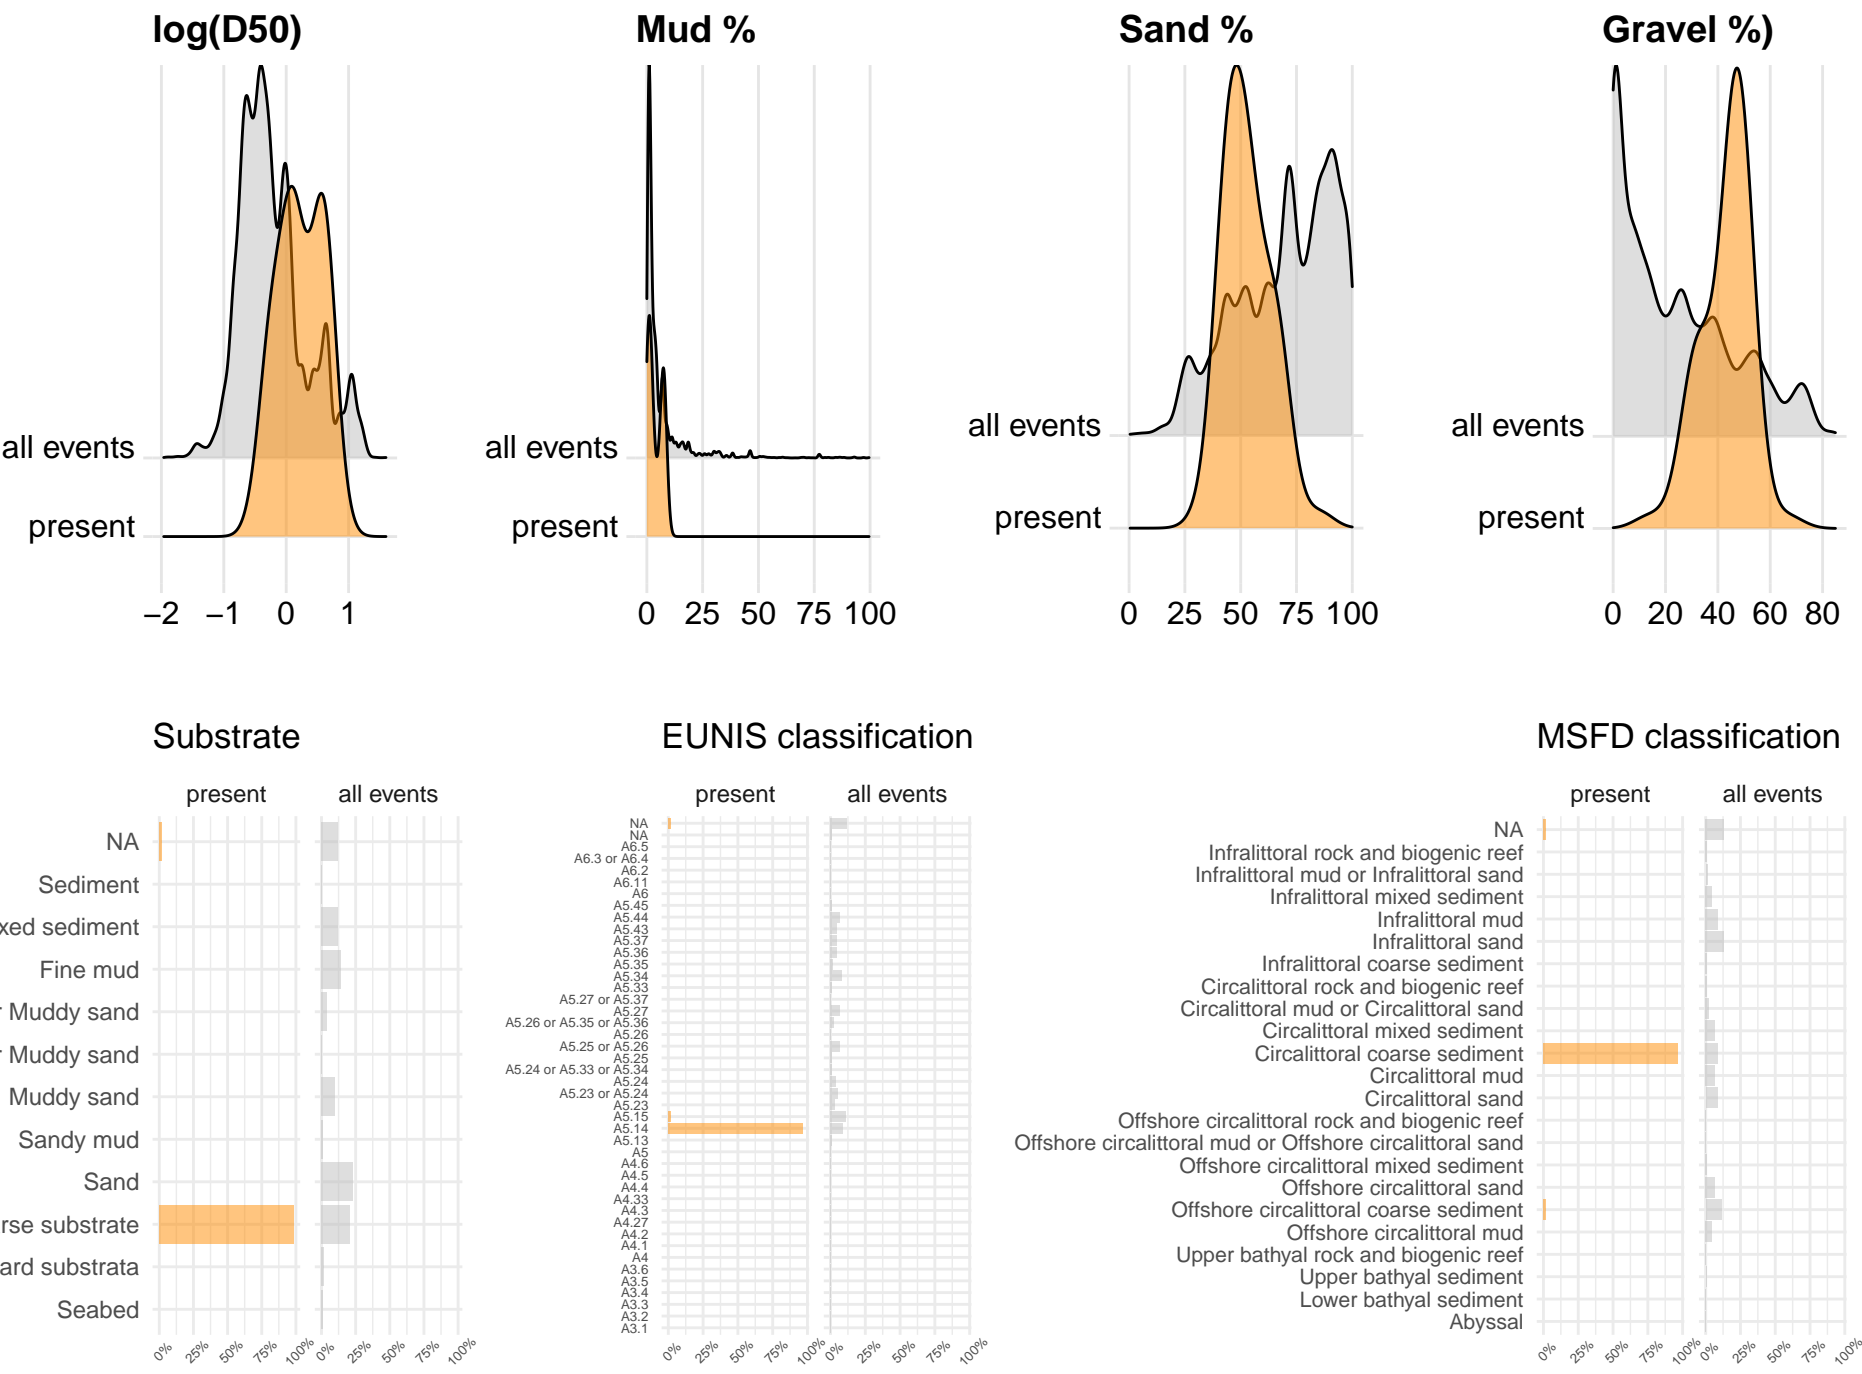 log(D50) Mud % Sand % Gravel %)
all events all events all events all events
present present present present
−2 −1 0 1 0 25 50 75 100 0 25 50 75 100 0 20 40 60 80
Substrate EUNIS classification MSFD classification
present all events present all events present all events
NA
Sediment
xed sediment
Fine mud
r Muddy sand
r Muddy sand
Muddy sand
Sandy mud
Sand
rse substrate
ard substrata
Seabed
0% 25% 50% 75% 100% 0% 25% 50% 75% 100%
NA
NA
A6.5
A6.3 or A6.4
A6.2
A6.11
A6
A5.45
A5.44
A5.43
A5.37
A5.36
A5.35
A5.34
A5.33
A5.27 or A5.37
A5.27
A5.26 or A5.35 or A5.36
A5.26
A5.25 or A5.26
A5.25
A5.24 or A5.33 or A5.34
A5.24
A5.23 or A5.24
A5.23
A5.15
A5.14
A5.13
A5
A4.6
A4.5
A4.4
A4.33
A4.3
A4.27
A4.2
A4.1
A4
A3.6
A3.5
A3.4
A3.3
A3.2
A3.1
0% 25% 50% 75% 100% 0% 25% 50% 75% 100%
NA
Infralittoral rock and biogenic reef
Infralittoral mud or Infralittoral sand
Infralittoral mixed sediment
Infralittoral mud
Infralittoral sand
Infralittoral coarse sediment
Circalittoral rock and biogenic reef
Circalittoral mud or Circalittoral sand
Circalittoral mixed sediment
Circalittoral coarse sediment
Circalittoral mud
Circalittoral sand
Offshore circalittoral rock and biogenic reef
Offshore circalittoral mud or Offshore circalittoral sand
Offshore circalittoral mixed sediment
Offshore circalittoral sand
Offshore circalittoral coarse sediment
Offshore circalittoral mud
Upper bathyal rock and biogenic reef
Upper bathyal sediment
Lower bathyal sediment
Abyssal
0% 25% 50% 75% 100% 0% 25% 50% 75% 100%